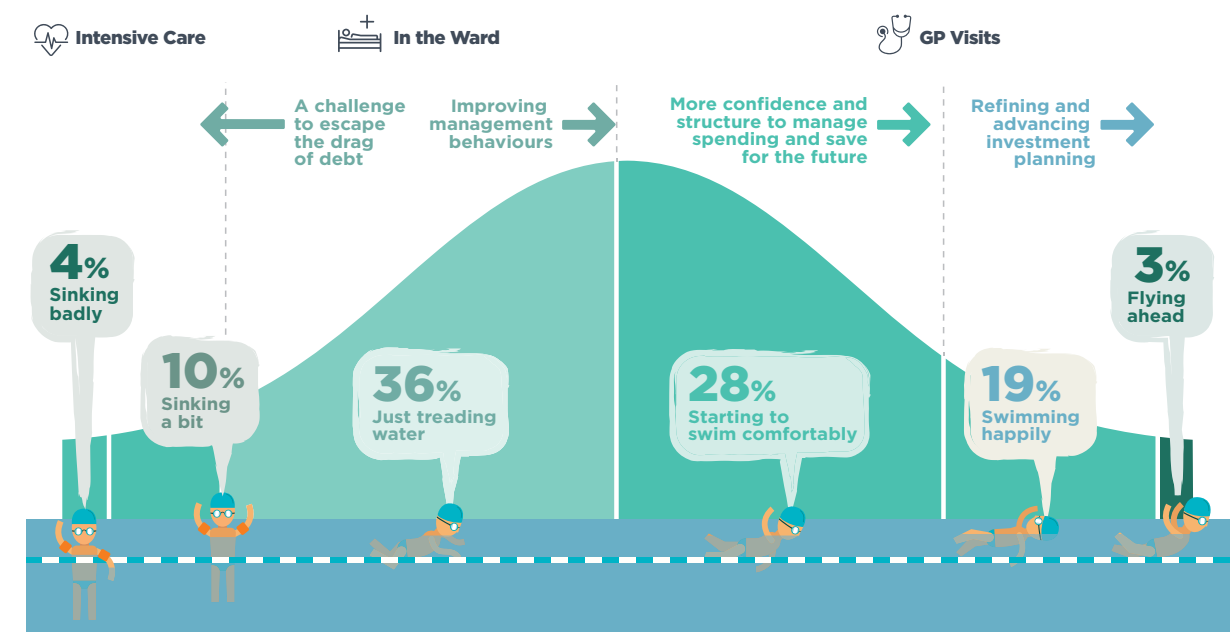 Intensive Care
In the Ward
GP Visits
A challenge
to escape
the drag
of debt
Improving
management
behaviours
More confidence and
structure to manage
spending and save
for the future
Refining and
advancing
investment
planning
4%
Sinking
badly
10%
Sinking
a bit
36%
Just treading
water
28%
Starting to
swim comfortably
19%
Swimming
happily
3%
Flying
ahead